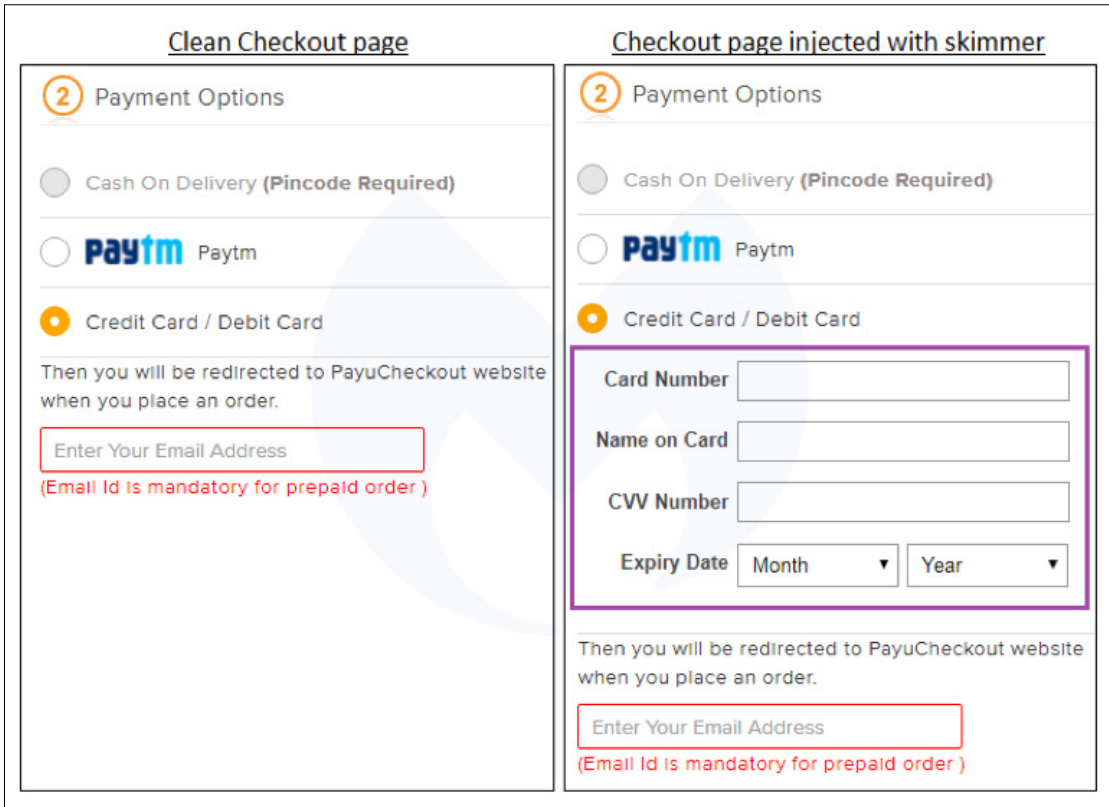 Clean Checkout page
2 Payment Options
Cash On Delivery (Pincode Required)
paytm Paytm
Credit Card / Debit Card
Then you will be redirected to PayuCheckout website
when you place an order.
Enter Your Email Address
(Email Id is mandatory for prepaid order )
Checkout page injected with skimmer
2 Payment Options
Cash On Delivery (Pincode Required)
paytm Paytm
Credit Card / Debit Card
Card Number
Name on Card
CVV Number
Expiry Date Month Year
Then you will be redirected to PayuCheckout website
when you place an order.
Enter Your Email Address
(Email Id is mandatory for prepaid order )